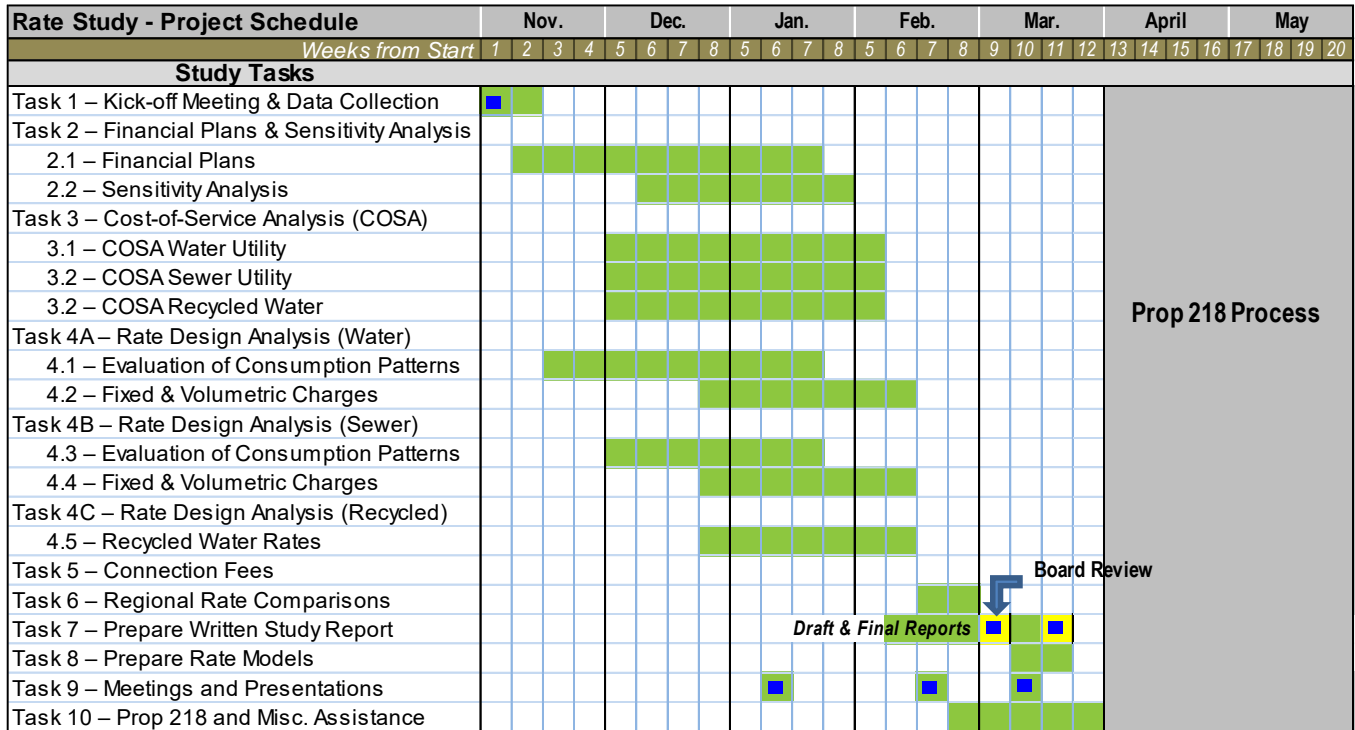 Rate Study - Project Schedule Nov. Dec. Jan. Feb. Mar. April May
Weeks from Start 1 2 3 4 5 6 7 8 5 6 7 8 5 6 7 8 9 10 11 12 13 14 15 16 17 18 19 20
Study Tasks
Task 1 – Kick-off Meeting & Data Collection
Task 2 – Financial Plans & Sensitivity Analysis
2.1 – Financial Plans
2.2 – Sensitivity Analysis
Task 3 – Cost-of-Service Analysis (COSA)
3.1 – COSA Water Utility
3.2 – COSA Sewer Utility
3.2 – COSA Recycled Water
Prop 218 Process
Task 4A – Rate Design Analysis (Water)
4.1 – Evaluation of Consumption Patterns
4.2 – Fixed & Volumetric Charges
Task 4B – Rate Design Analysis (Sewer)
4.3 – Evaluation of Consumption Patterns
4.4 – Fixed & Volumetric Charges
Task 4C – Rate Design Analysis (Recycled)
4.5 – Recycled Water Rates
Task 5 – Connection Fees Board Review
Task 6 – Regional Rate Comparisons
Task 7 – Prepare Written Study Report Draft & Final Reports
Task 8 – Prepare Rate Models
Task 9 – Meetings and Presentations
Task 10 – Prop 218 and Misc. Assistance